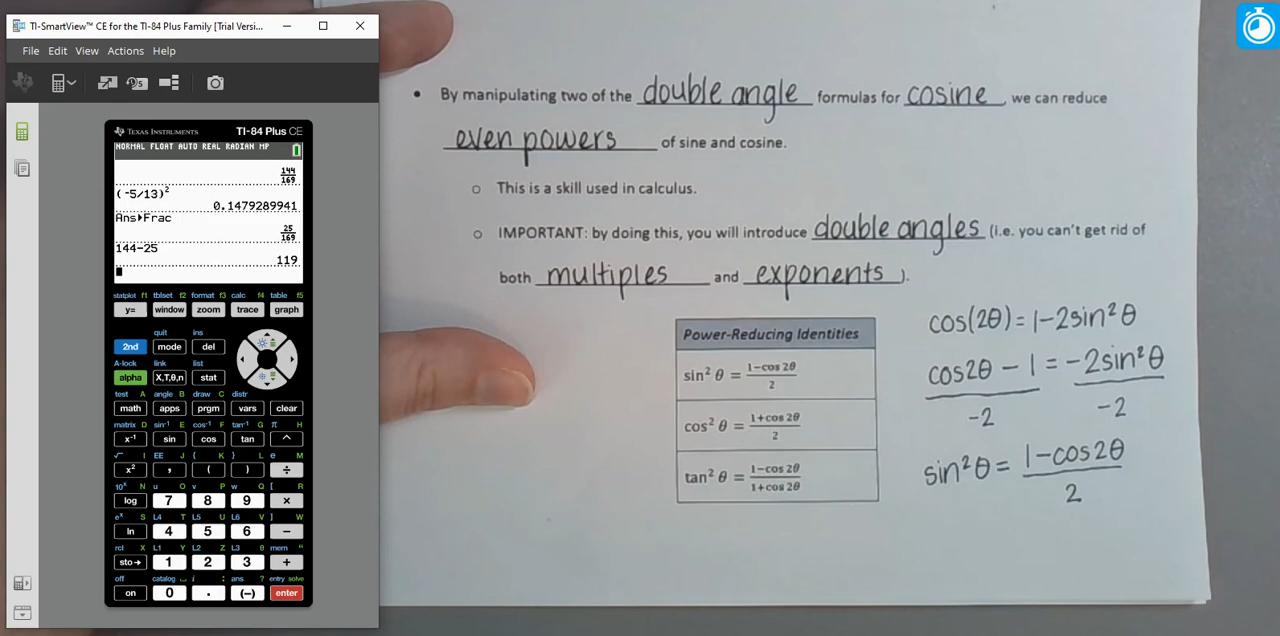 TI-SmartView™ CE for the TI-84 Plus Family [Trial Versi...
File Edit View Actions Help
TEXAS INSTRUMENTS TI-84 Plus CE
NORMAL FLOAT AUTO REAL RADIAN MP
144/169
(-5/13)²
0.1479289941
Ans▶Frac
25/169
144-25
119
statplot f1 tblset f2 format f3 calc f4 table f5
y= window zoom trace graph
quit ins
2nd mode del
A-lock link list
alpha X,T,θ,n stat
test A angle B draw C distr
math apps prgm vars clear
matrix D sin⁻¹ E cos⁻¹ F tan⁻¹ G π H
x⁻¹ sin cos tan ^
√ I EE J { K } L e M
x² , ( ) ÷
10ˣ N u O v P w Q [ R
log 7 8 9 ×
eˣ S L4 T L5 U L6 V ] W
ln 4 5 6 −
rcl X L1 Y L2 Z L3 θ mem "
sto→ 1 2 3 +
off catalog i : ans ? entry solve
on 0 . (−) enter
• By manipulating two of the double angle formulas for cosine, we can reduce
even powers of sine and cosine.
o This is a skill used in calculus.
o IMPORTANT: by doing this, you will introduce double angles (i.e. you can't get rid of
both multiples and exponents).
Power-Reducing Identities
sin² θ = (1−cos 2θ)/2
cos² θ = (1+cos 2θ)/2
tan² θ = (1−cos 2θ)/(1+cos 2θ)
cos(2θ) = 1−2sin²θ
cos2θ − 1 = −2sin²θ
−2 −2
sin²θ = (1−cos2θ)/2